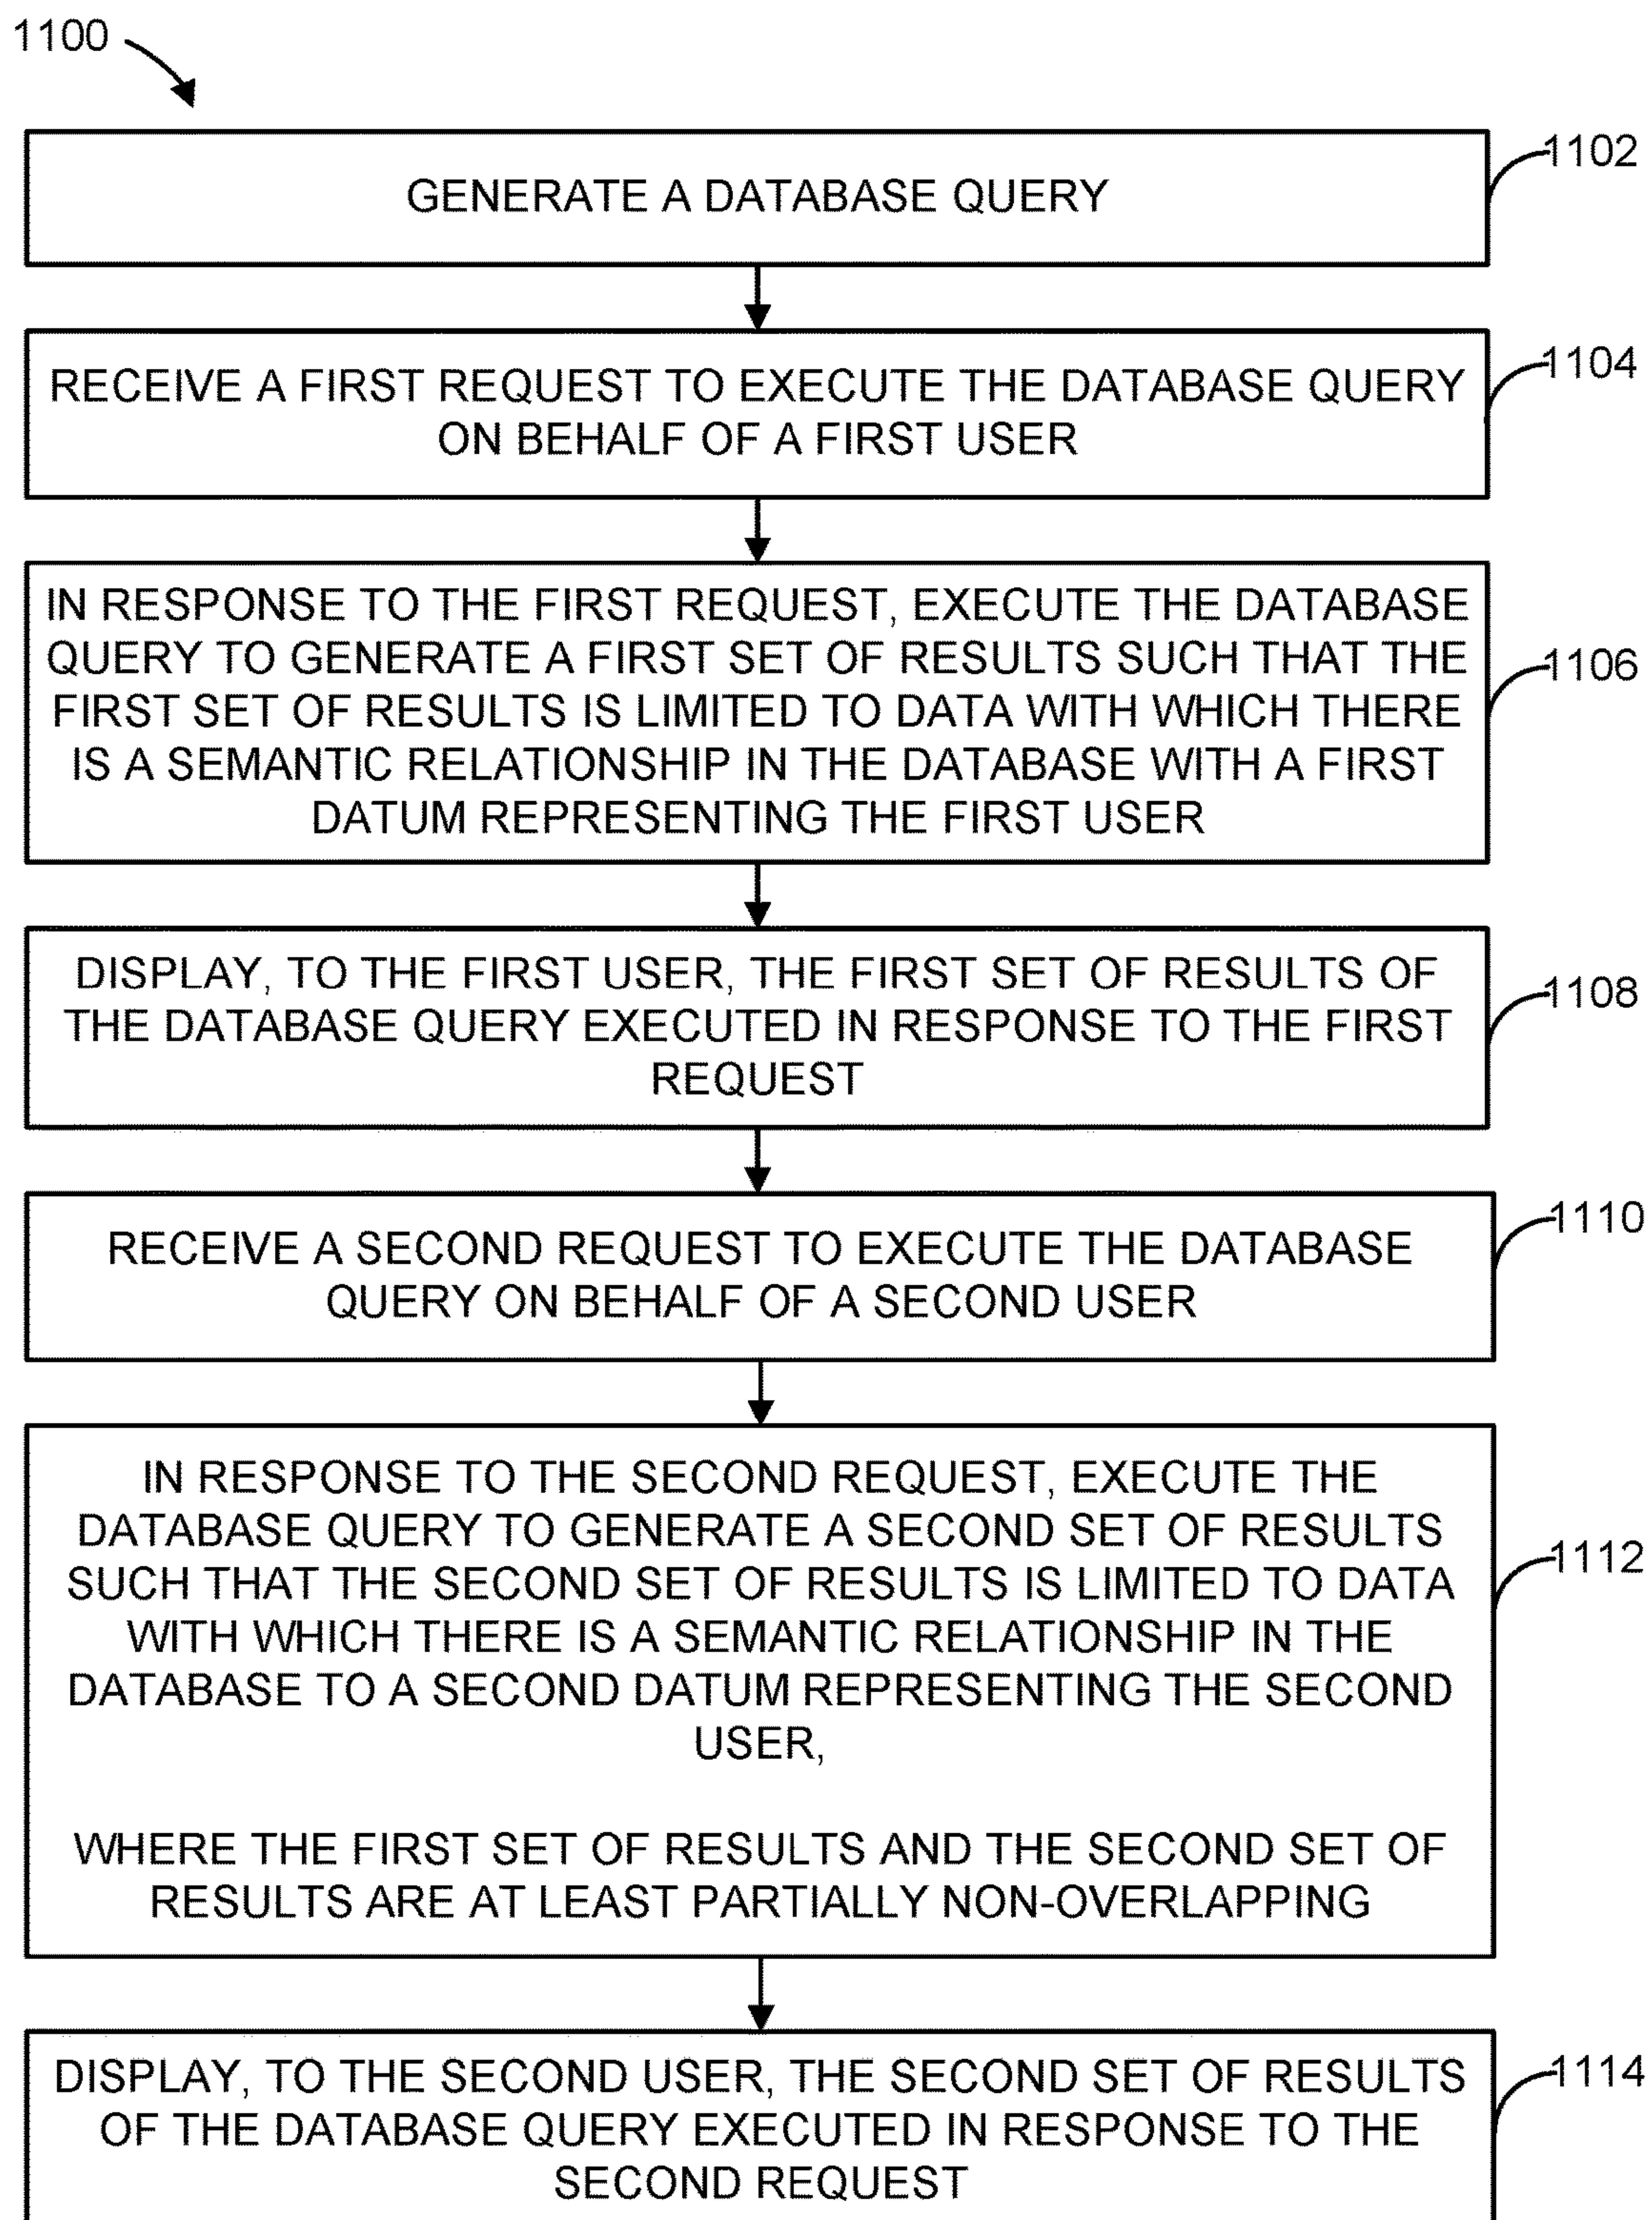 1100
GENERATE A DATABASE QUERY
1102
RECEIVE A FIRST REQUEST TO EXECUTE THE DATABASE QUERY
ON BEHALF OF A FIRST USER
1104
IN RESPONSE TO THE FIRST REQUEST, EXECUTE THE DATABASE
QUERY TO GENERATE A FIRST SET OF RESULTS SUCH THAT THE
FIRST SET OF RESULTS IS LIMITED TO DATA WITH WHICH THERE
IS A SEMANTIC RELATIONSHIP IN THE DATABASE WITH A FIRST
DATUM REPRESENTING THE FIRST USER
1106
DISPLAY, TO THE FIRST USER, THE FIRST SET OF RESULTS OF
THE DATABASE QUERY EXECUTED IN RESPONSE TO THE FIRST
REQUEST
1108
RECEIVE A SECOND REQUEST TO EXECUTE THE DATABASE
QUERY ON BEHALF OF A SECOND USER
1110
IN RESPONSE TO THE SECOND REQUEST, EXECUTE THE
DATABASE QUERY TO GENERATE A SECOND SET OF RESULTS
SUCH THAT THE SECOND SET OF RESULTS IS LIMITED TO DATA
WITH WHICH THERE IS A SEMANTIC RELATIONSHIP IN THE
DATABASE TO A SECOND DATUM REPRESENTING THE SECOND
USER,
WHERE THE FIRST SET OF RESULTS AND THE SECOND SET OF
RESULTS ARE AT LEAST PARTIALLY NON-OVERLAPPING
1112
DISPLAY, TO THE SECOND USER, THE SECOND SET OF RESULTS
OF THE DATABASE QUERY EXECUTED IN RESPONSE TO THE
SECOND REQUEST
1114